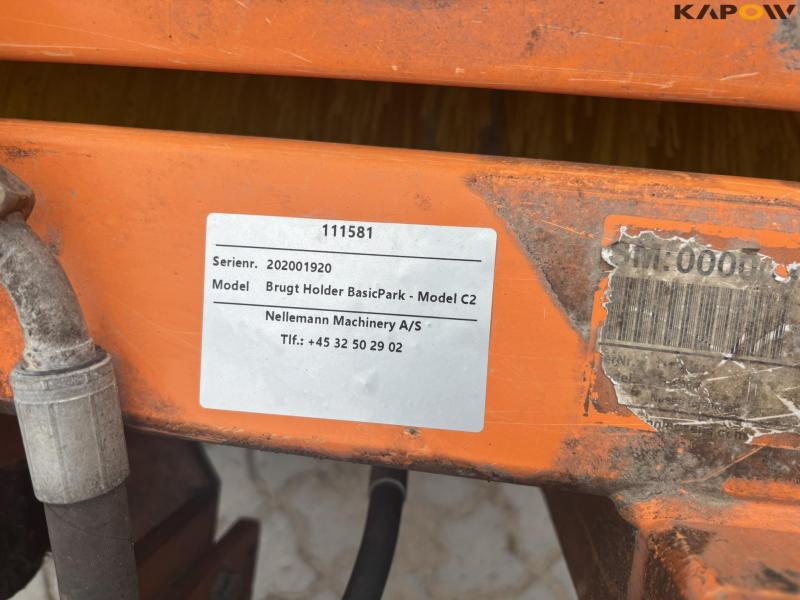 KAPOW
111581
Serienr. 202001920
Model Brugt Holder BasicPark - Model C2
Nellemann Machinery A/S
Tlf.: +45 32 50 29 02